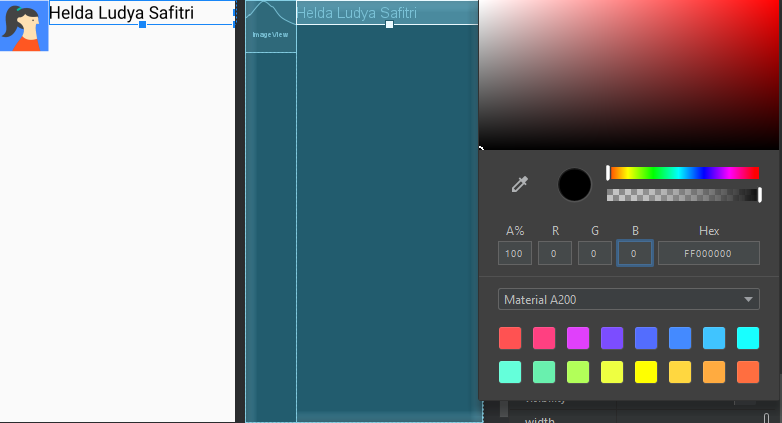 Helda Ludya Safitri
Helda Ludya Safitri
ImageView
A% R G B Hex
100 0 0 0 FF000000
Material A200
width